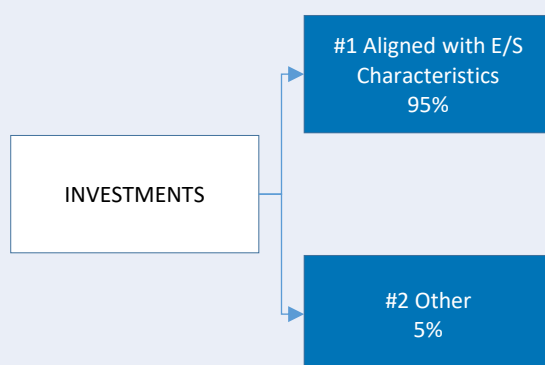 #1 Aligned with E/S
Characteristics
95%
INVESTMENTS
#2 Other
5%